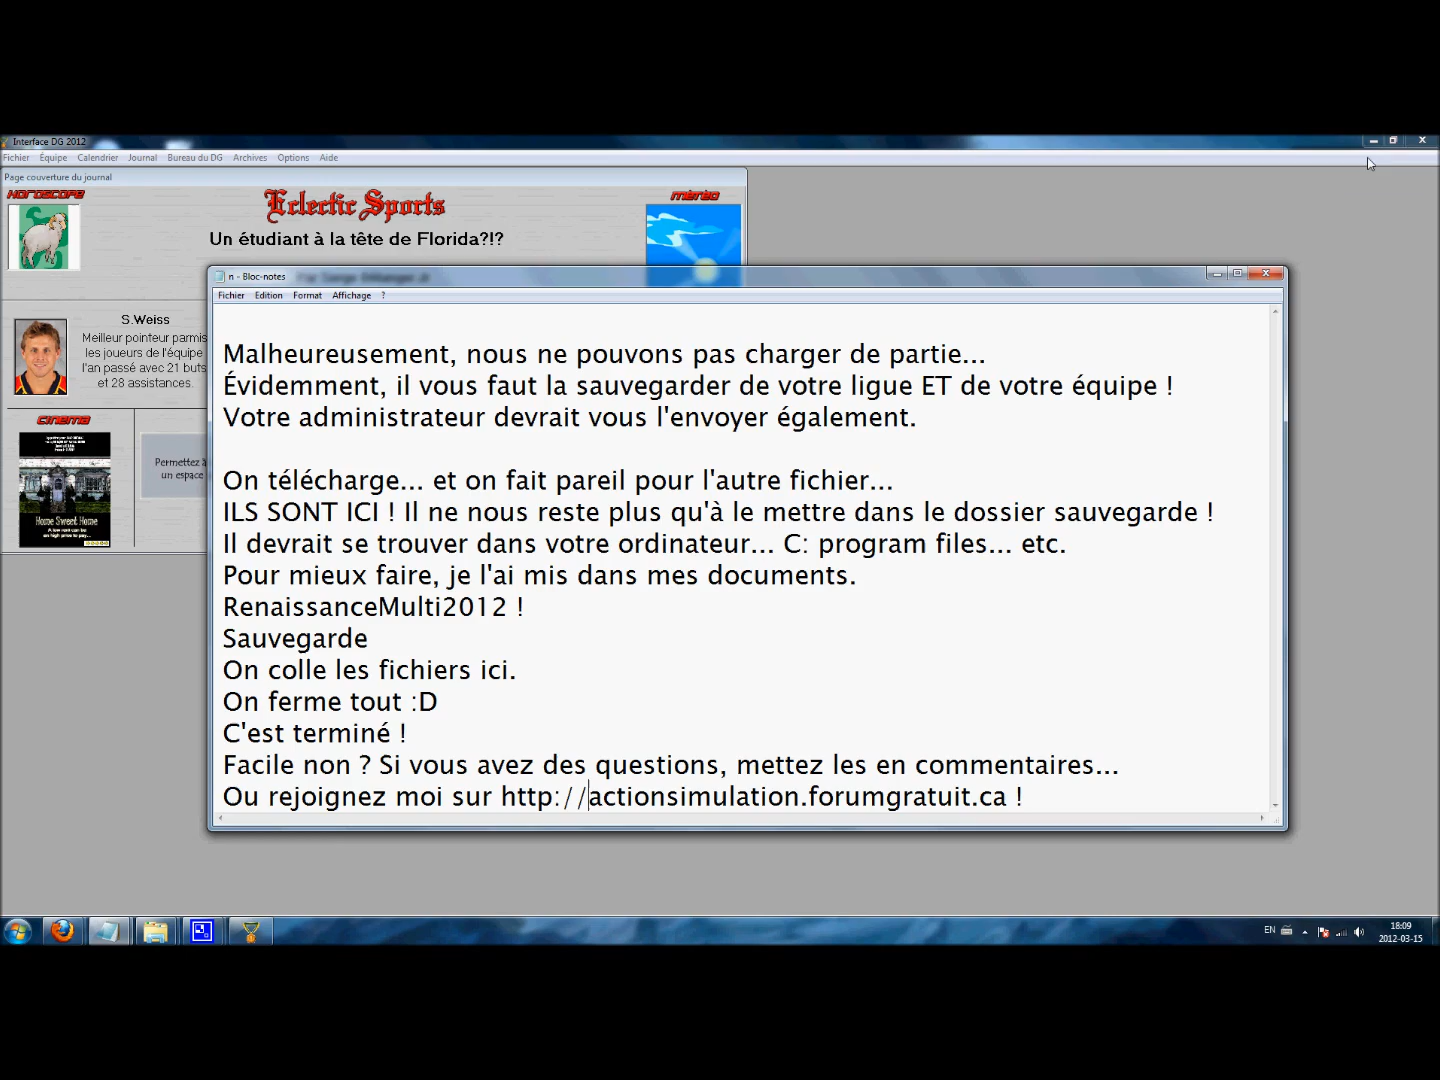 Interface DG 2012
Fichier Équipe Calendrier Journal Bureau du DG Archives Options Aide
Page couverture du journal
HOROSCOPE
Eclectic Sports
MÉTÉO
Un étudiant à la tête de Florida?!?
n - Bloc-notes
Fichier Edition Format Affichage ?
S.Weiss
Meilleur pointeur parmis
les joueurs de l'équipe
l'an passé avec 21 buts
et 28 assistances.
CINEMA
Home Sweet Home
Permettez à
un espace
Malheureusement, nous ne pouvons pas charger de partie...
Évidemment, il vous faut la sauvegarder de votre ligue ET de votre équipe !
Votre administrateur devrait vous l'envoyer également.
On télécharge... et on fait pareil pour l'autre fichier...
ILS SONT ICI ! Il ne nous reste plus qu'à le mettre dans le dossier sauvegarde !
Il devrait se trouver dans votre ordinateur... C: program files... etc.
Pour mieux faire, je l'ai mis dans mes documents.
RenaissanceMulti2012 !
Sauvegarde
On colle les fichiers ici.
On ferme tout :D
C'est terminé !
Facile non ? Si vous avez des questions, mettez les en commentaires...
Ou rejoignez moi sur http://actionsimulation.forumgratuit.ca !
EN
18:09
2012-03-15